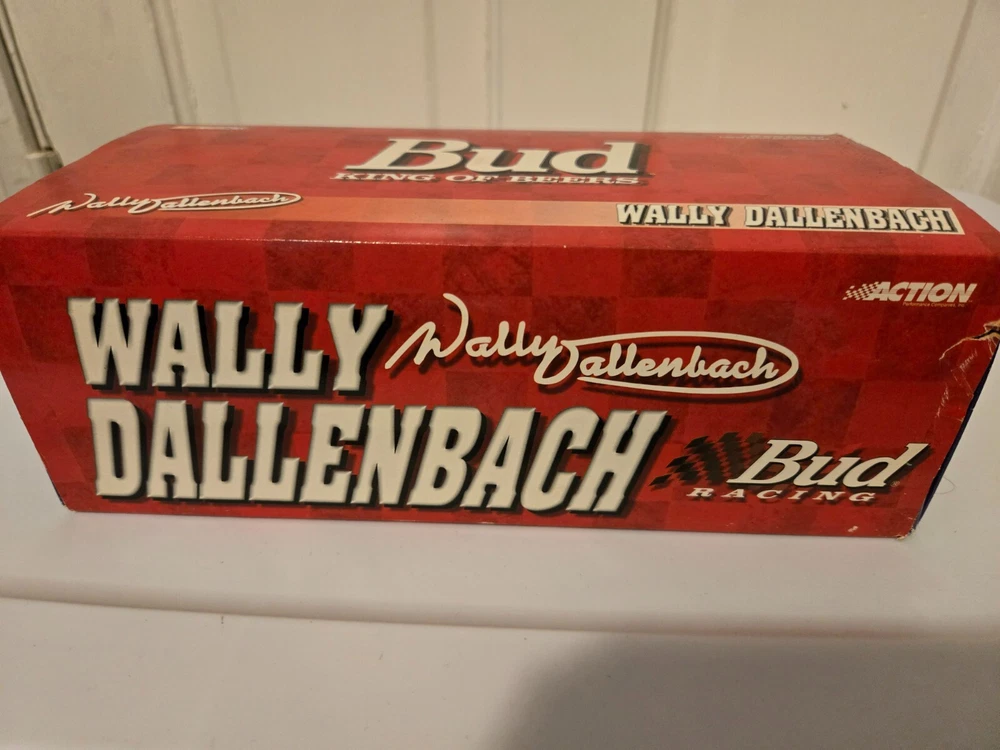 Bud
KING OF BEERS
Wally Dallenbach
WALLY DALLENBACH
ACTION
WALLY
Wally Dallenbach
DALLENBACH
Bud
RACING